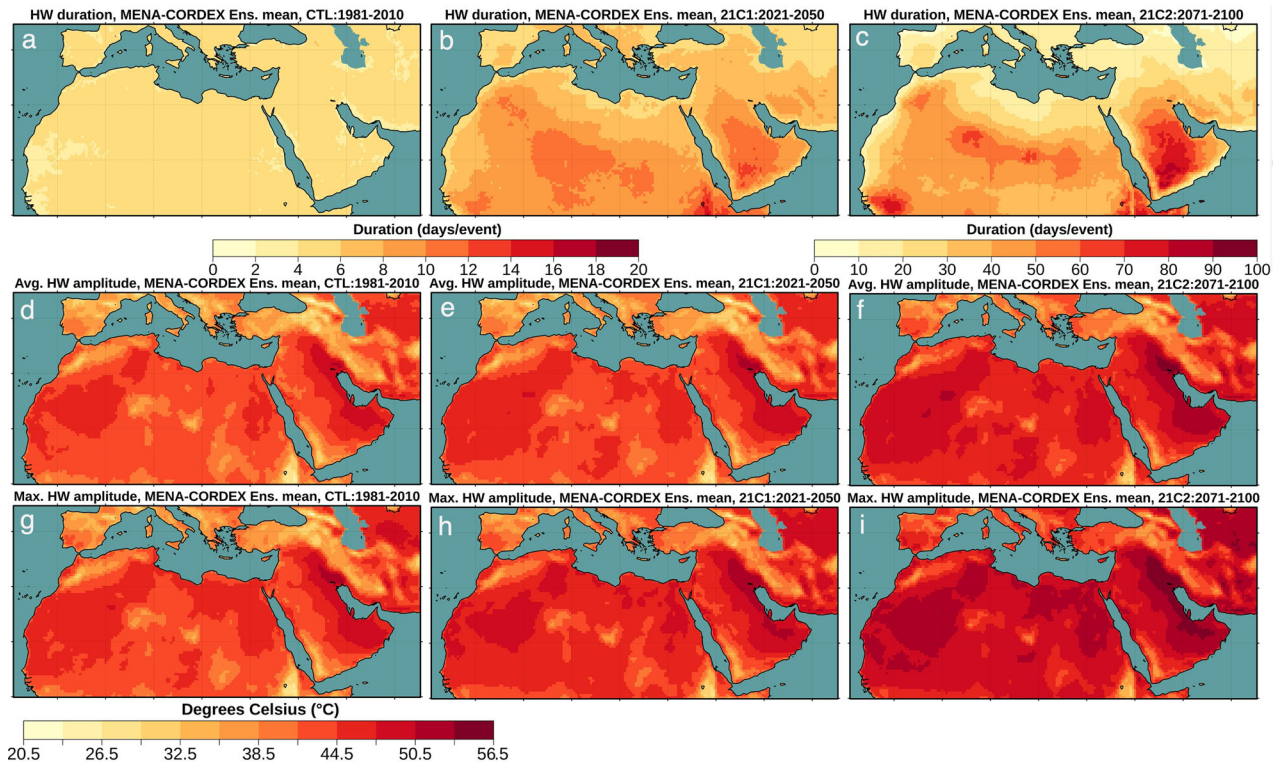 HW duration, MENA-CORDEX Ens. mean, CTL:1981-2010
HW duration, MENA-CORDEX Ens. mean, 21C1:2021-2050
HW duration, MENA-CORDEX Ens. mean, 21C2:2071-2100
a
b
c
Duration (days/event)
0 2 4 6 8 10 12 14 16 18 20
Duration (days/event)
0 10 20 30 40 50 60 70 80 90 100
Avg. HW amplitude, MENA-CORDEX Ens. mean, CTL:1981-2010
Avg. HW amplitude, MENA-CORDEX Ens. mean, 21C1:2021-2050
Avg. HW amplitude, MENA-CORDEX Ens. mean, 21C2:2071-2100
d
e
f
Max. HW amplitude, MENA-CORDEX Ens. mean, CTL:1981-2010
Max. HW amplitude, MENA-CORDEX Ens. mean, 21C1:2021-2050
Max. HW amplitude, MENA-CORDEX Ens. mean, 21C2:2071-2100
g
h
i
Degrees Celsius (°C)
20.5 26.5 32.5 38.5 44.5 50.5 56.5